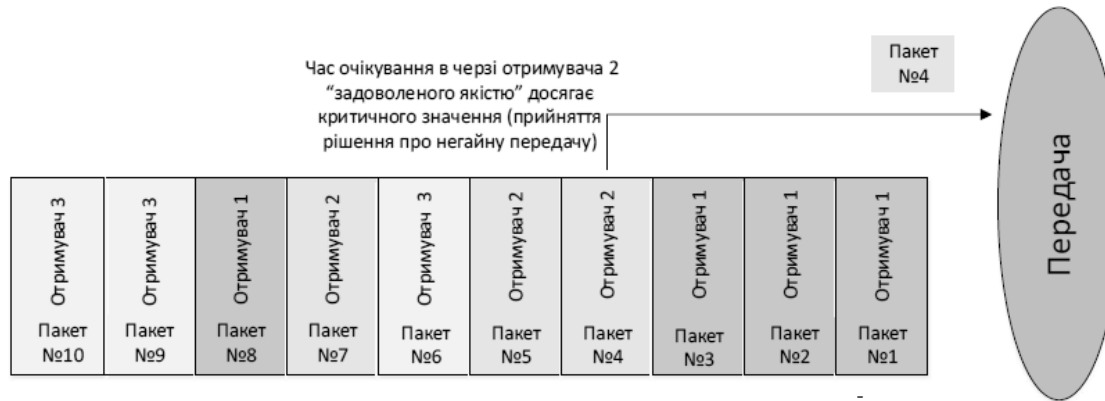 Час очікування в черзі отримувача 2
“задоволеного якістю” досягає
критичного значення (прийняття
рішення про негайну передачу)
Пакет
№4
Передача
Отримувач 3
Пакет
№10
Отримувач 3
Пакет
№9
Отримувач 1
Пакет
№8
Отримувач 2
Пакет
№7
Отримувач 3
Пакет
№6
Отримувач 2
Пакет
№5
Отримувач 2
Пакет
№4
Отримувач 1
Пакет
№3
Отримувач 1
Пакет
№2
Отримувач 1
Пакет
№1